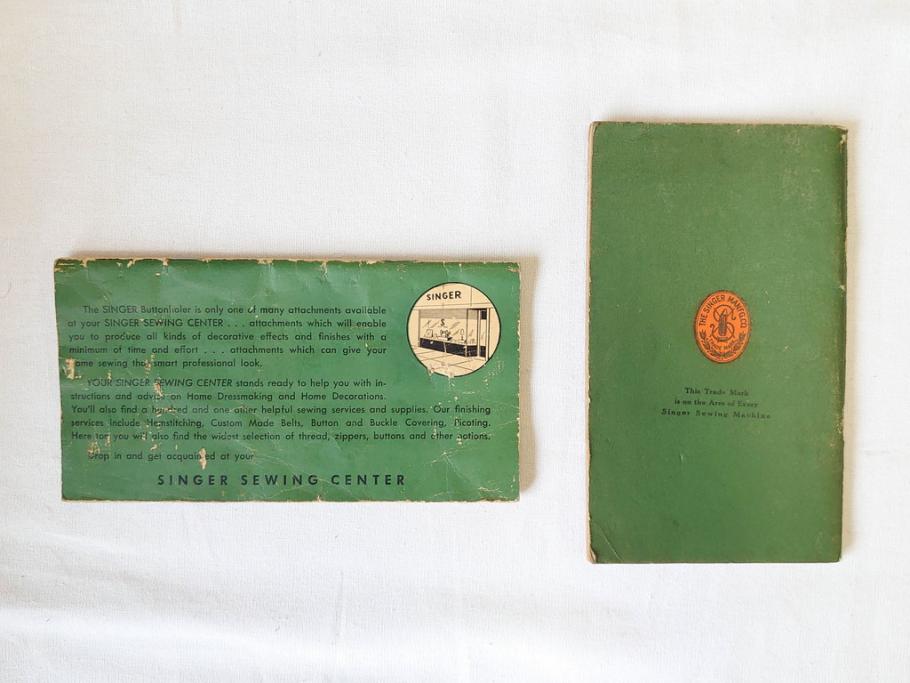 The SINGER Buttonholer is only one of many attachments available
at your SINGER SEWING CENTER . . . attachments which will enable
you to produce all kinds of decorative effects and finishes with a
minimum of time and effort . . . attachments which can give your
home sewing that smart professional look.
YOUR SINGER SEWING CENTER stands ready to help you with in-
structions and advice on Home Dressmaking and Home Decorations.
You'll also find a hundred and one other helpful sewing services and supplies. Our finishing
services include Hemstitching, Custom Made Belts, Button and Buckle Covering, Picoting.
Here too you will also find the widest selection of thread, zippers, buttons and other notions.
Drop in and get acquainted at your
SINGER SEWING CENTER
SINGER
S
THE SINGER MANFG. CO.
TRADE MARK
This Trade Mark
is on the Arm of Every
Singer Sewing Machine